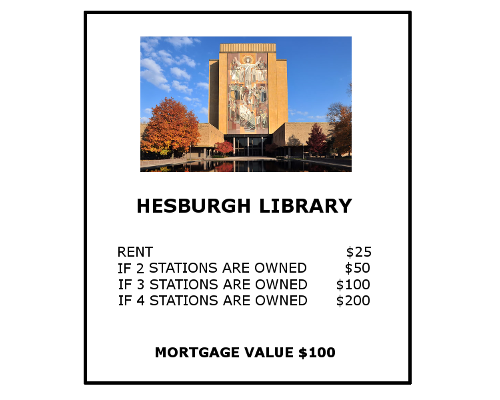 HESBURGH LIBRARY
RENT $25
IF 2 STATIONS ARE OWNED $50
IF 3 STATIONS ARE OWNED $100
IF 4 STATIONS ARE OWNED $200
MORTGAGE VALUE $100